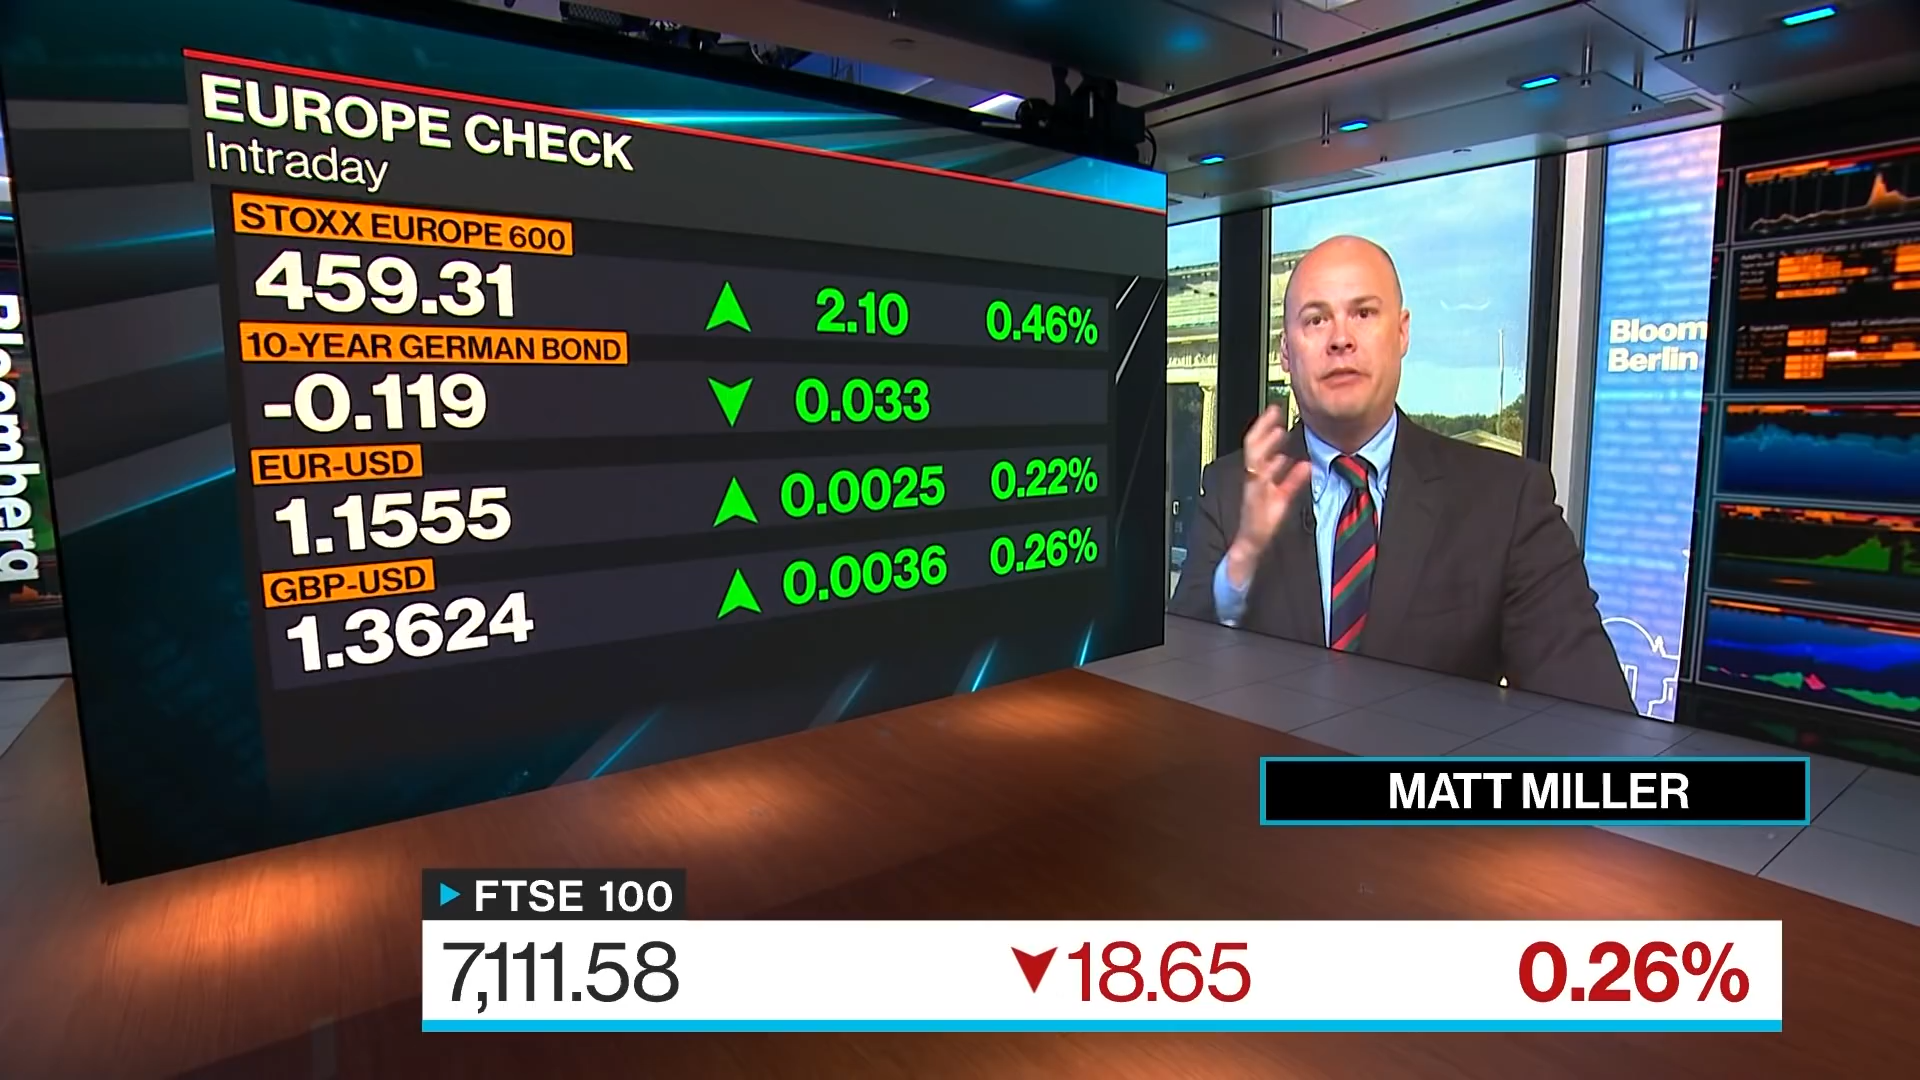 EUROPE CHECK
Intraday
STOXX EUROPE 600
459.31 2.10 0.46%
10-YEAR GERMAN BOND
-0.119 0.033
EUR-USD
1.1555 0.0025 0.22%
GBP-USD
1.3624 0.0036 0.26%
Bloomberg
Bloom
Berlin
MATT MILLER
FTSE 100
7,111.58 18.65 0.26%